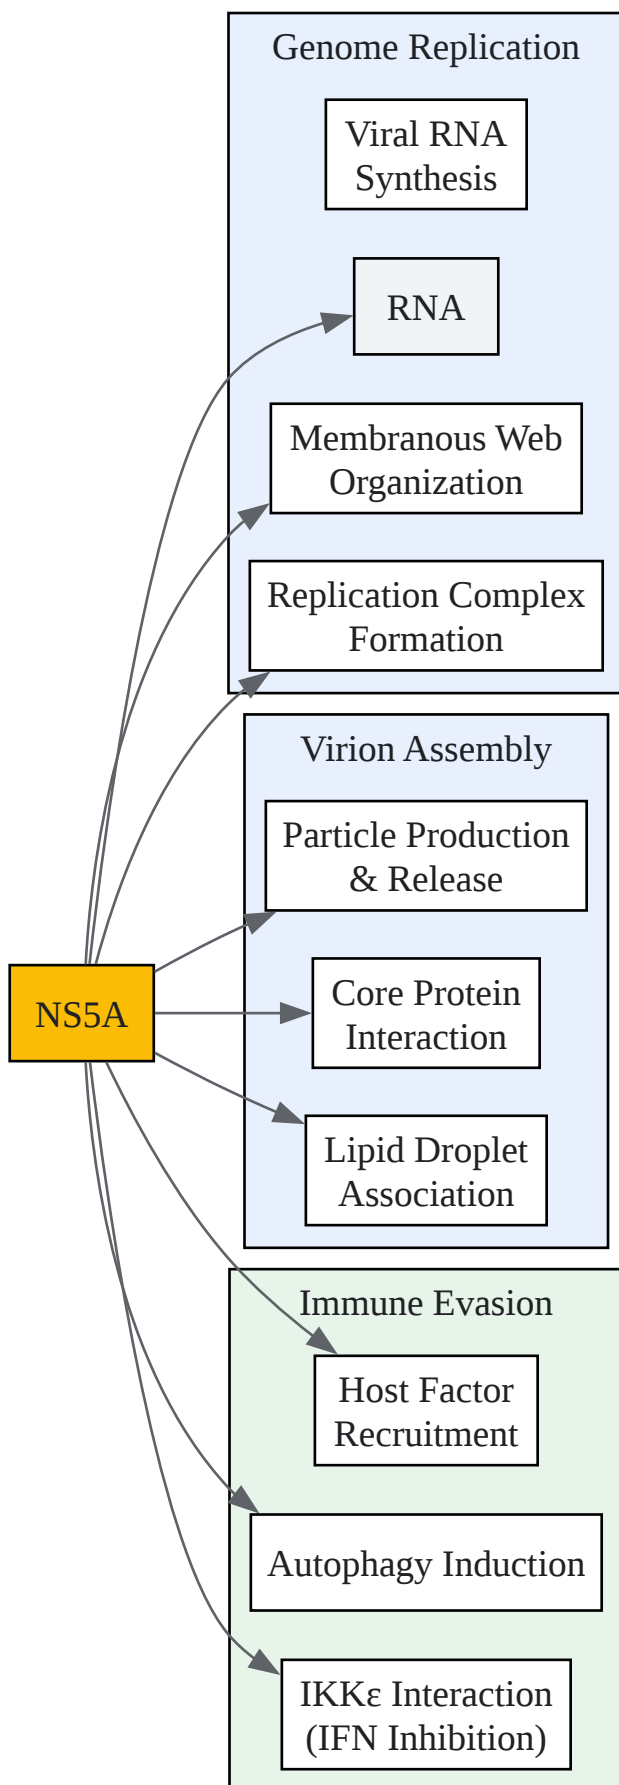 Genome Replication
Viral RNA
Synthesis
RNA
Membranous Web
Organization
Replication Complex
Formation
Virion Assembly
Particle Production
& Release
Core Protein
Interaction
NS5A
Lipid Droplet
Association
Immune Evasion
Host Factor
Recruitment
Autophagy Induction
IKKε Interaction
(IFN Inhibition)